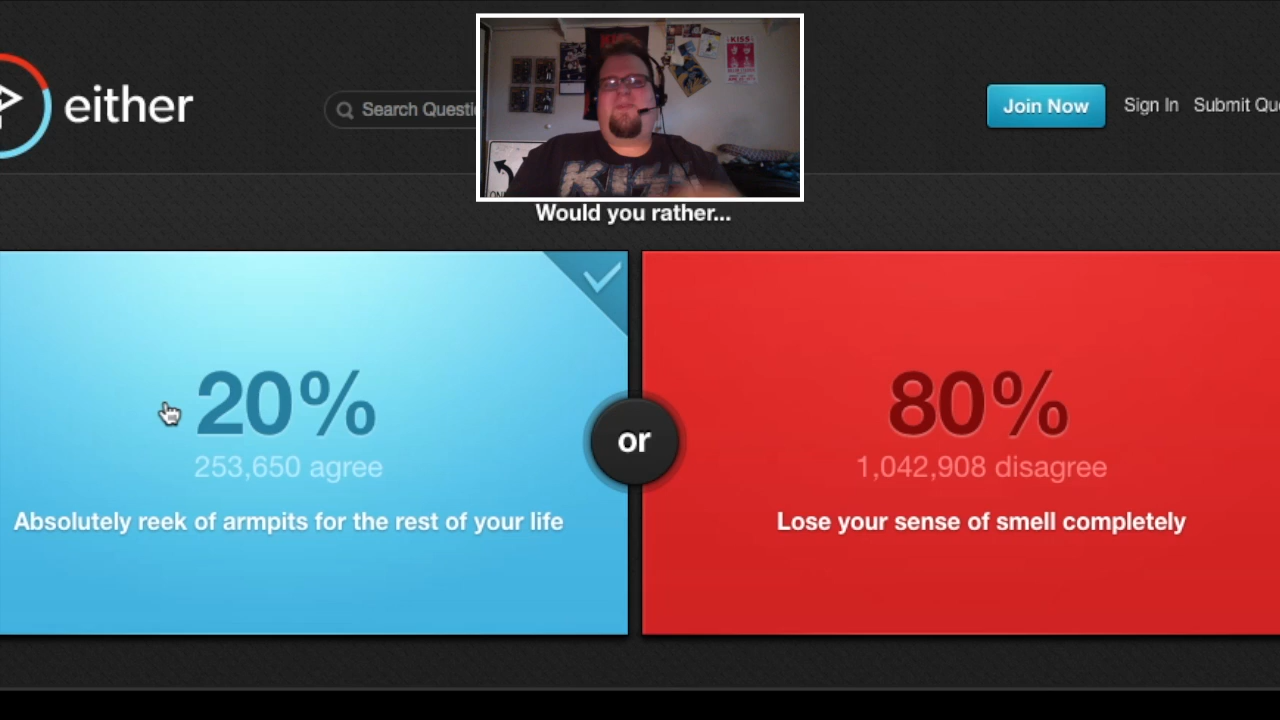 either
Search Questi
Join Now
Sign In
Submit Qu
KISS
KISS
Would you rather...
20%
253,650 agree
Absolutely reek of armpits for the rest of your life
or
80%
1,042,908 disagree
Lose your sense of smell completely